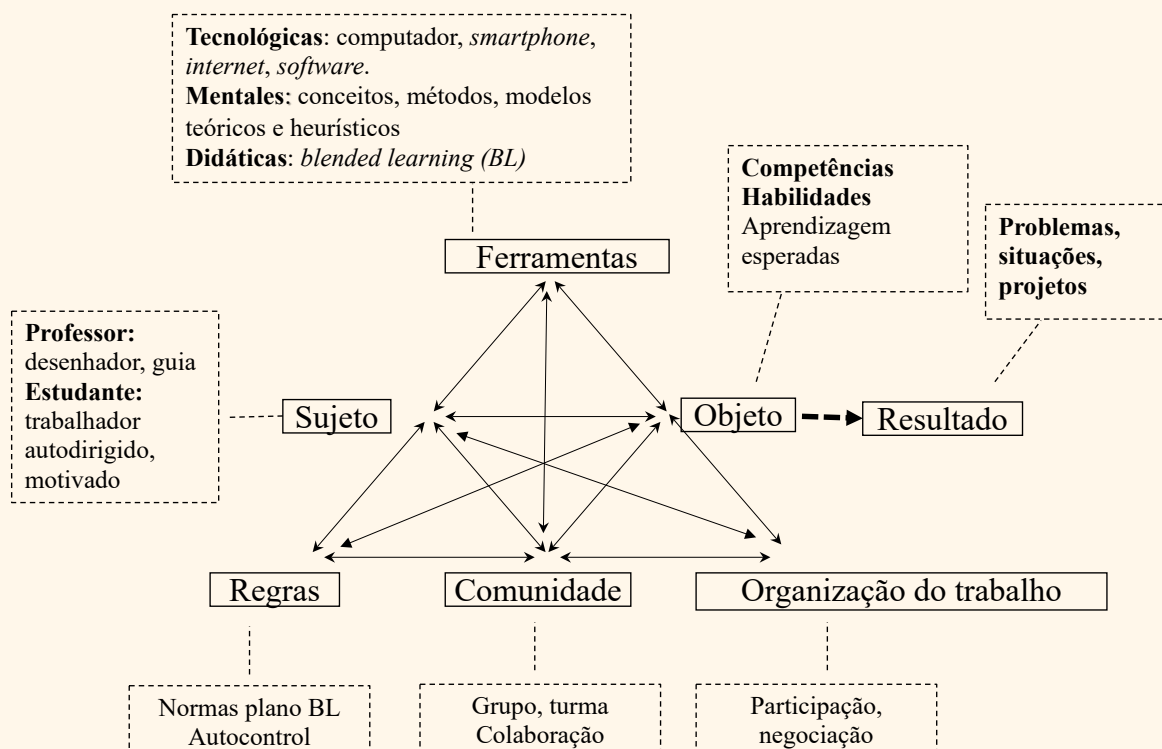 Tecnológicas: computador, smartphone,
internet, software.
Mentales: conceitos, métodos, modelos
teóricos e heurísticos
Didáticas: blended learning (BL)
Competências
Habilidades
Aprendizagem
esperadas
Problemas,
situações,
projetos
Ferramentas
Professor:
desenhador, guia
Estudante:
trabalhador
autodirigido,
motivado
Sujeto
Objeto
Resultado
Regras
Comunidade
Organização do trabalho
Normas plano BL
Autocontrol
Grupo, turma
Colaboração
Participação,
negociação